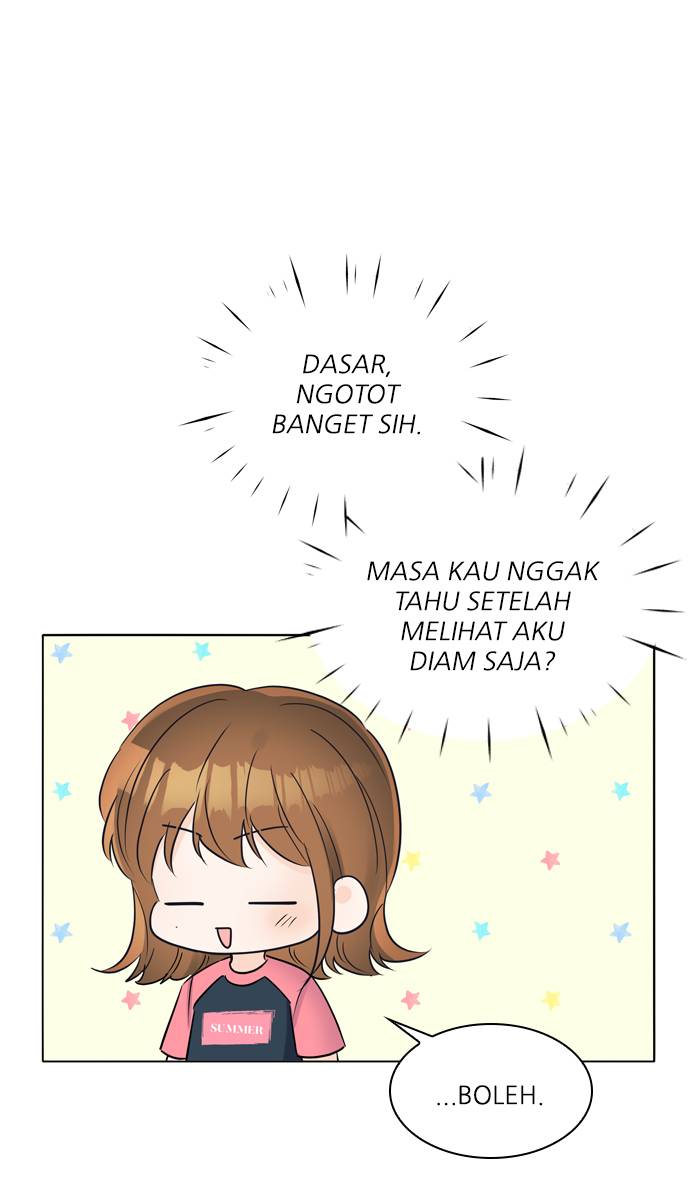 DASAR,
NGOTOT
BANGET SIH.
MASA KAU NGGAK
TAHU SETELAH
MELIHAT AKU
DIAM SAJA?
SUMMER
...BOLEH.